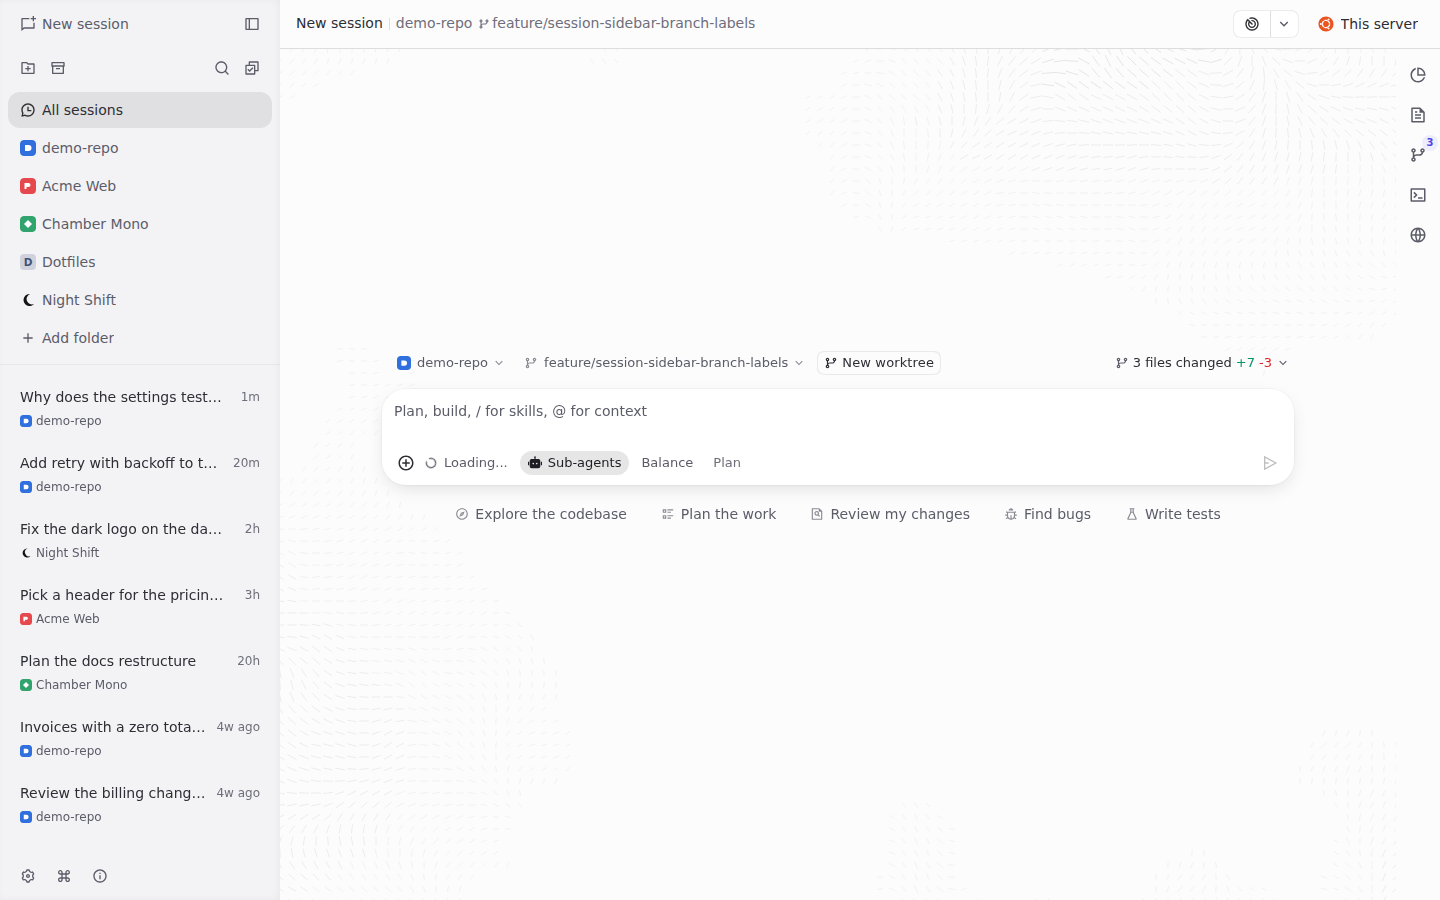 New session
All sessions
demo-repo
Acme Web
Chamber Mono
D Dotfiles
Night Shift
Add folder
Why does the settings test… 1m
demo-repo
Add retry with backoff to t… 20m
demo-repo
Fix the dark logo on the da… 2h
Night Shift
Pick a header for the pricin… 3h
Acme Web
Plan the docs restructure 20h
Chamber Mono
Invoices with a zero tota… 4w ago
demo-repo
Review the billing chang… 4w ago
demo-repo
New session demo-repo feature/session-sidebar-branch-labels
This server
3
demo-repo feature/session-sidebar-branch-labels New worktree 3 files changed +7 -3
Plan, build, / for skills, @ for context
Loading... Sub-agents Balance Plan
Explore the codebase Plan the work Review my changes Find bugs Write tests